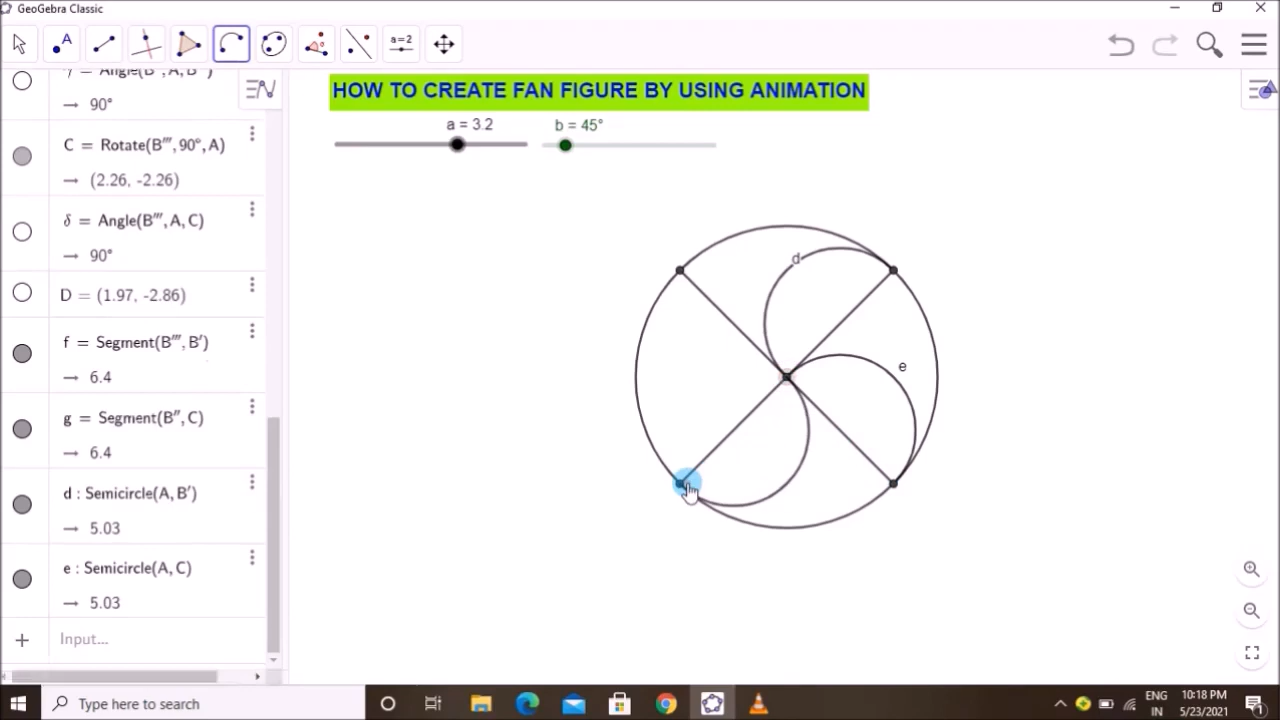 GeoGebra Classic
A
a=2
HOW TO CREATE FAN FIGURE BY USING ANIMATION
a = 3.2
b = 45°
→ 90°
C = Rotate(B‴, 90°, A)
→ (2.26, -2.26)
δ = Angle(B‴, A, C)
→ 90°
D = (1.97, -2.86)
f = Segment(B‴, B′)
→ 6.4
g = Segment(B″, C)
→ 6.4
d : Semicircle(A, B′)
→ 5.03
e : Semicircle(A, C)
→ 5.03
+ Input...
d
e
Type here to search
ENG
IN
10:18 PM
5/23/2021
1